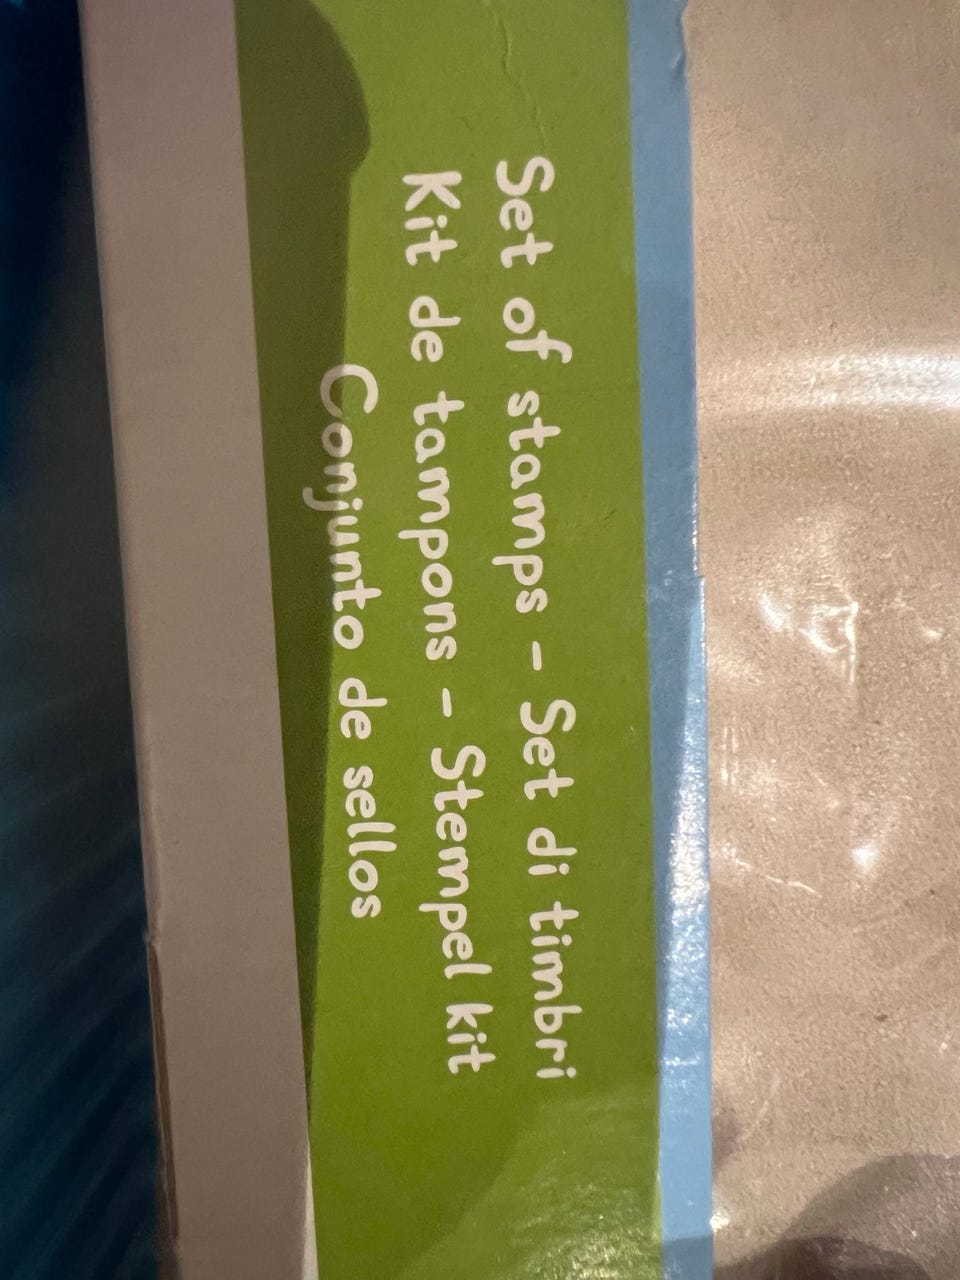 Set of stamps - Set di timbri
Kit de tampons - Stempel kit
Conjunto de sellos